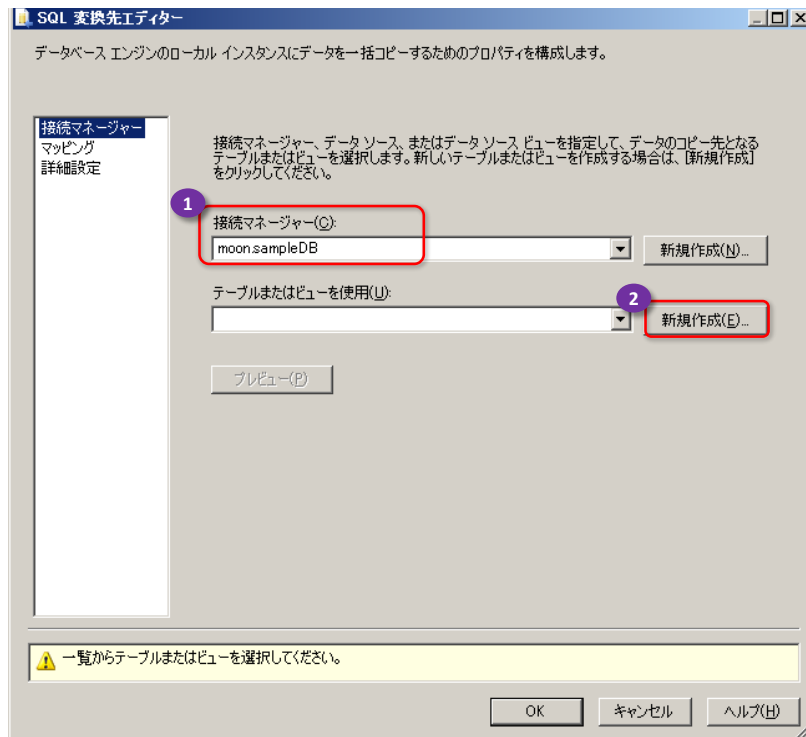 SQL 変換先エディター
データベース エンジンのローカル インスタンスにデータを一括コピーするためのプロパティを構成します。
接続マネージャー
マッピング
詳細設定
接続マネージャー、データ ソース、またはデータ ソース ビューを指定して、データのコピー先となる
テーブルまたはビューを選択します。新しいテーブルまたはビューを作成する場合は、[新規作成]
をクリックしてください。
1
接続マネージャー(C):
moon.sampleDB
新規作成(N)...
テーブルまたはビューを使用(U):
2
新規作成(E)...
プレビュー(P)
一覧からテーブルまたはビューを選択してください。
OK
キャンセル
ヘルプ(H)